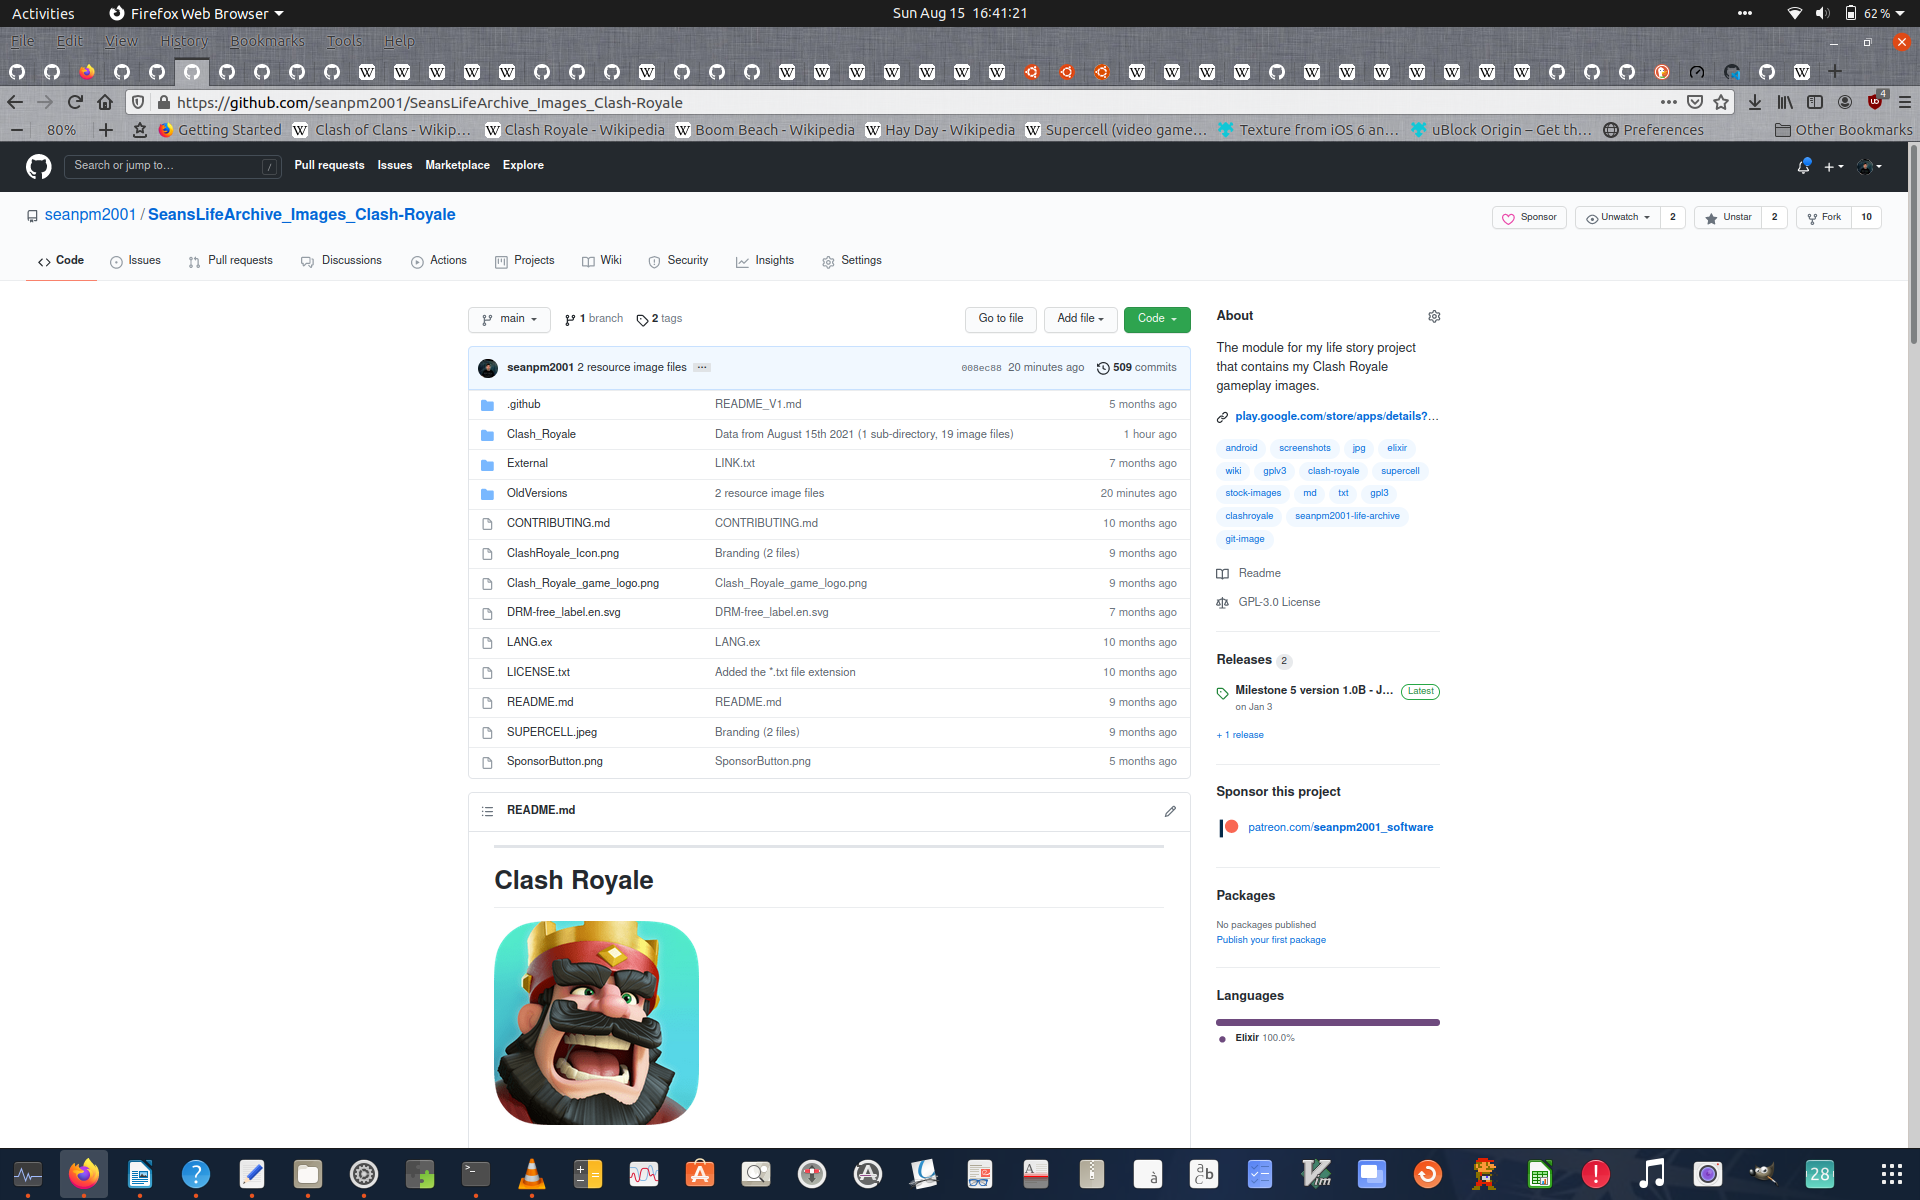 Activities Firefox Web Browser Sun Aug 15 16:41:21 62 %
File Edit View History Bookmarks Tools Help
https://github.com/seanpm2001/SeansLifeArchive_Images_Clash-Royale 4
80% Getting Started Clash of Clans - Wikip… Clash Royale - Wikipedia Boom Beach - Wikipedia Hay Day - Wikipedia Supercell (video game… Texture from iOS 6 an… uBlock Origin – Get th… Preferences Other Bookmarks
Search or jump to… / Pull requests Issues Marketplace Explore
seanpm2001 / SeansLifeArchive_Images_Clash-Royale Sponsor Unwatch 2 Unstar 2 Fork 10
Code Issues Pull requests Discussions Actions Projects Wiki Security Insights Settings
main 1 branch 2 tags Go to file Add file Code
seanpm2001 2 resource image files ... 008ec88 20 minutes ago 509 commits
.github README_V1.md 5 months ago
Clash_Royale Data from August 15th 2021 (1 sub-directory, 19 image files) 1 hour ago
External LINK.txt 7 months ago
OldVersions 2 resource image files 20 minutes ago
CONTRIBUTING.md CONTRIBUTING.md 10 months ago
ClashRoyale_Icon.png Branding (2 files) 9 months ago
Clash_Royale_game_logo.png Clash_Royale_game_logo.png 9 months ago
DRM-free_label.en.svg DRM-free_label.en.svg 7 months ago
LANG.ex LANG.ex 10 months ago
LICENSE.txt Added the *.txt file extension 10 months ago
README.md README.md 9 months ago
SUPERCELL.jpeg Branding (2 files) 9 months ago
SponsorButton.png SponsorButton.png 5 months ago
README.md
Clash Royale
About
The module for my life story project
that contains my Clash Royale
gameplay images.
play.google.com/store/apps/details?…
android screenshots jpg elixir
wiki gplv3 clash-royale supercell
stock-images md txt gpl3
clashroyale seanpm2001-life-archive
git-image
Readme
GPL-3.0 License
Releases 2
Milestone 5 version 1.0B - J… Latest
on Jan 3
+ 1 release
Sponsor this project
patreon.com/seanpm2001_software
Packages
No packages published
Publish your first package
Languages
Elixir 100.0%
28